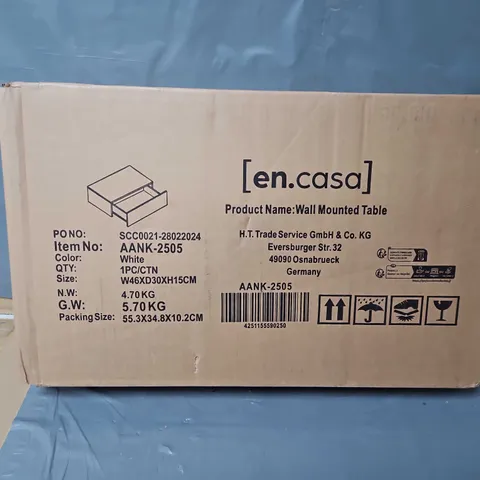 [en.casa]
Product Name:Wall Mounted Table
PO NO: SCC0021-28022024
Item No: AANK-2505
Color: White
QTY: 1PC/CTN
Size: W46XD30XH15CM
N.W: 4.70 KG
G.W: 5.70 KG
Packing Size: 55.3X34.8X10.2CM
H.T. Trade Service GmbH & Co. KG
Eversburger Str. 32
49090 Osnabrueck
Germany
AANK-2505
4251155590250